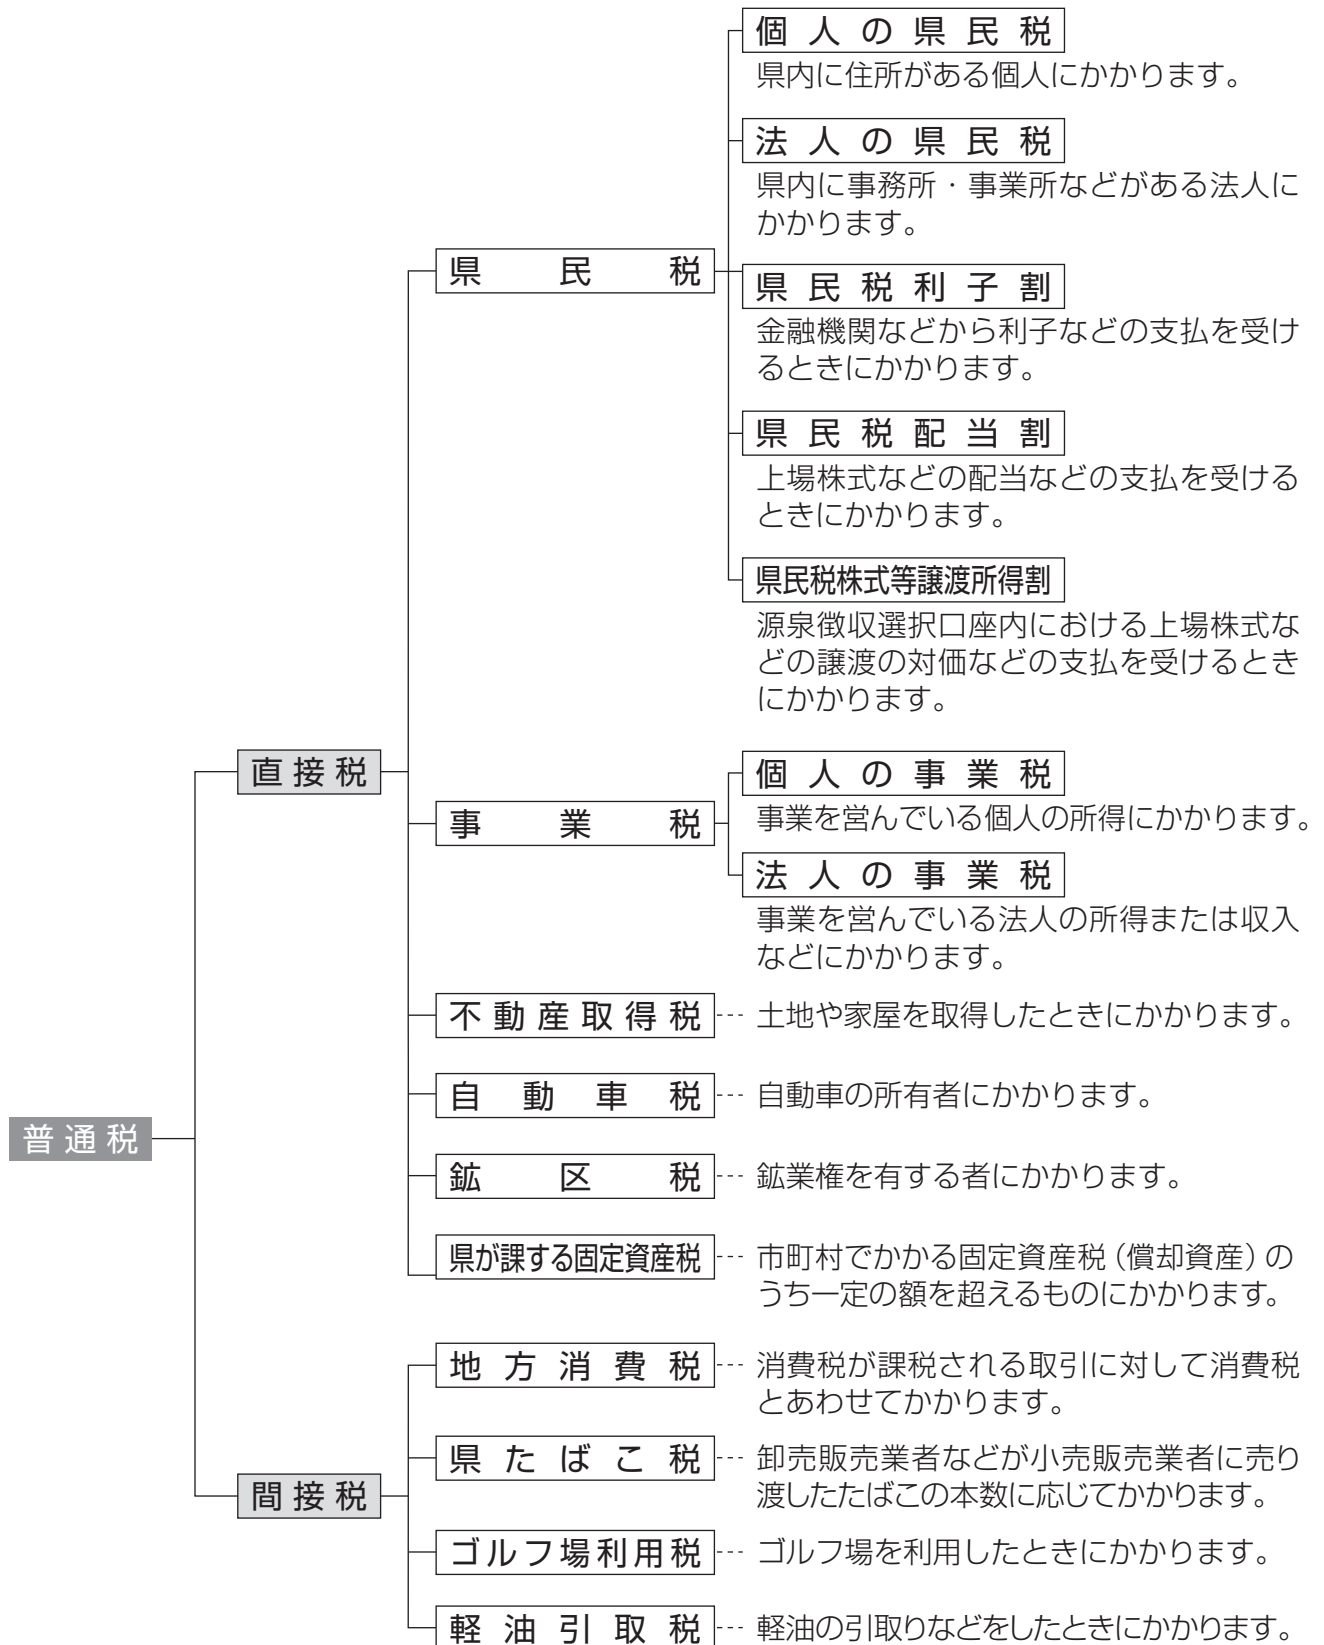 普通税
直接税
県民税
個人の県民税
県内に住所がある個人にかかります。
法人の県民税
県内に事務所・事業所などがある法人に
かかります。
県民税利子割
金融機関などから利子などの支払を受け
るときにかかります。
県民税配当割
上場株式などの配当などの支払を受ける
ときにかかります。
県民税株式等譲渡所得割
源泉徴収選択口座内における上場株式な
どの譲渡の対価などの支払を受けるとき
にかかります。
事業税
個人の事業税
事業を営んでいる個人の所得にかかります。
法人の事業税
事業を営んでいる法人の所得または収入
などにかかります。
不動産取得税
土地や家屋を取得したときにかかります。
自動車税
自動車の所有者にかかります。
鉱区税
鉱業権を有する者にかかります。
県が課する固定資産税
市町村でかかる固定資産税（償却資産）の
うち一定の額を超えるものにかかります。
間接税
地方消費税
消費税が課税される取引に対して消費税
とあわせてかかります。
県たばこ税
卸売販売業者などが小売販売業者に売り
渡したたばこの本数に応じてかかります。
ゴルフ場利用税
ゴルフ場を利用したときにかかります。
軽油引取税
軽油の引取りなどをしたときにかかります。